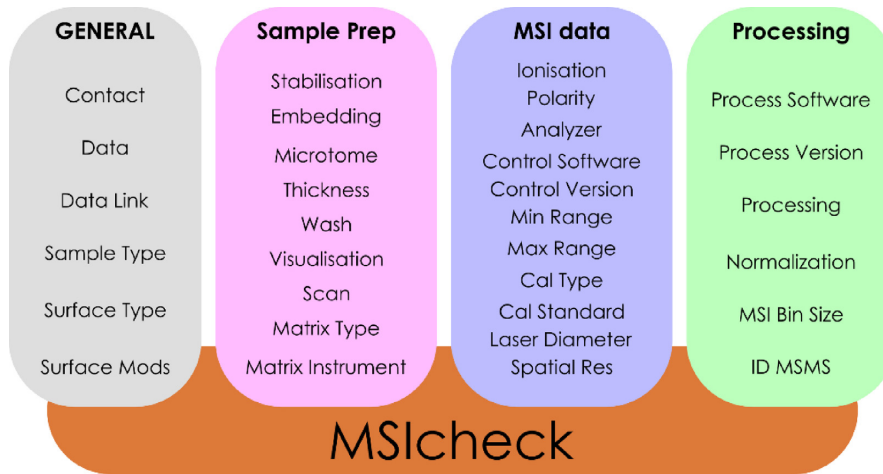 GENERAL
Contact
Data
Data Link
Sample Type
Surface Type
Surface Mods
Sample Prep
Stabilisation
Embedding
Microtome
Thickness
Wash
Visualisation
Scan
Matrix Type
Matrix Instrument
MSI data
Ionisation
Polarity
Analyzer
Control Software
Control Version
Min Range
Max Range
Cal Type
Cal Standard
Laser Diameter
Spatial Res
Processing
Process Software
Process Version
Processing
Normalization
MSI Bin Size
ID MSMS
MSIcheck